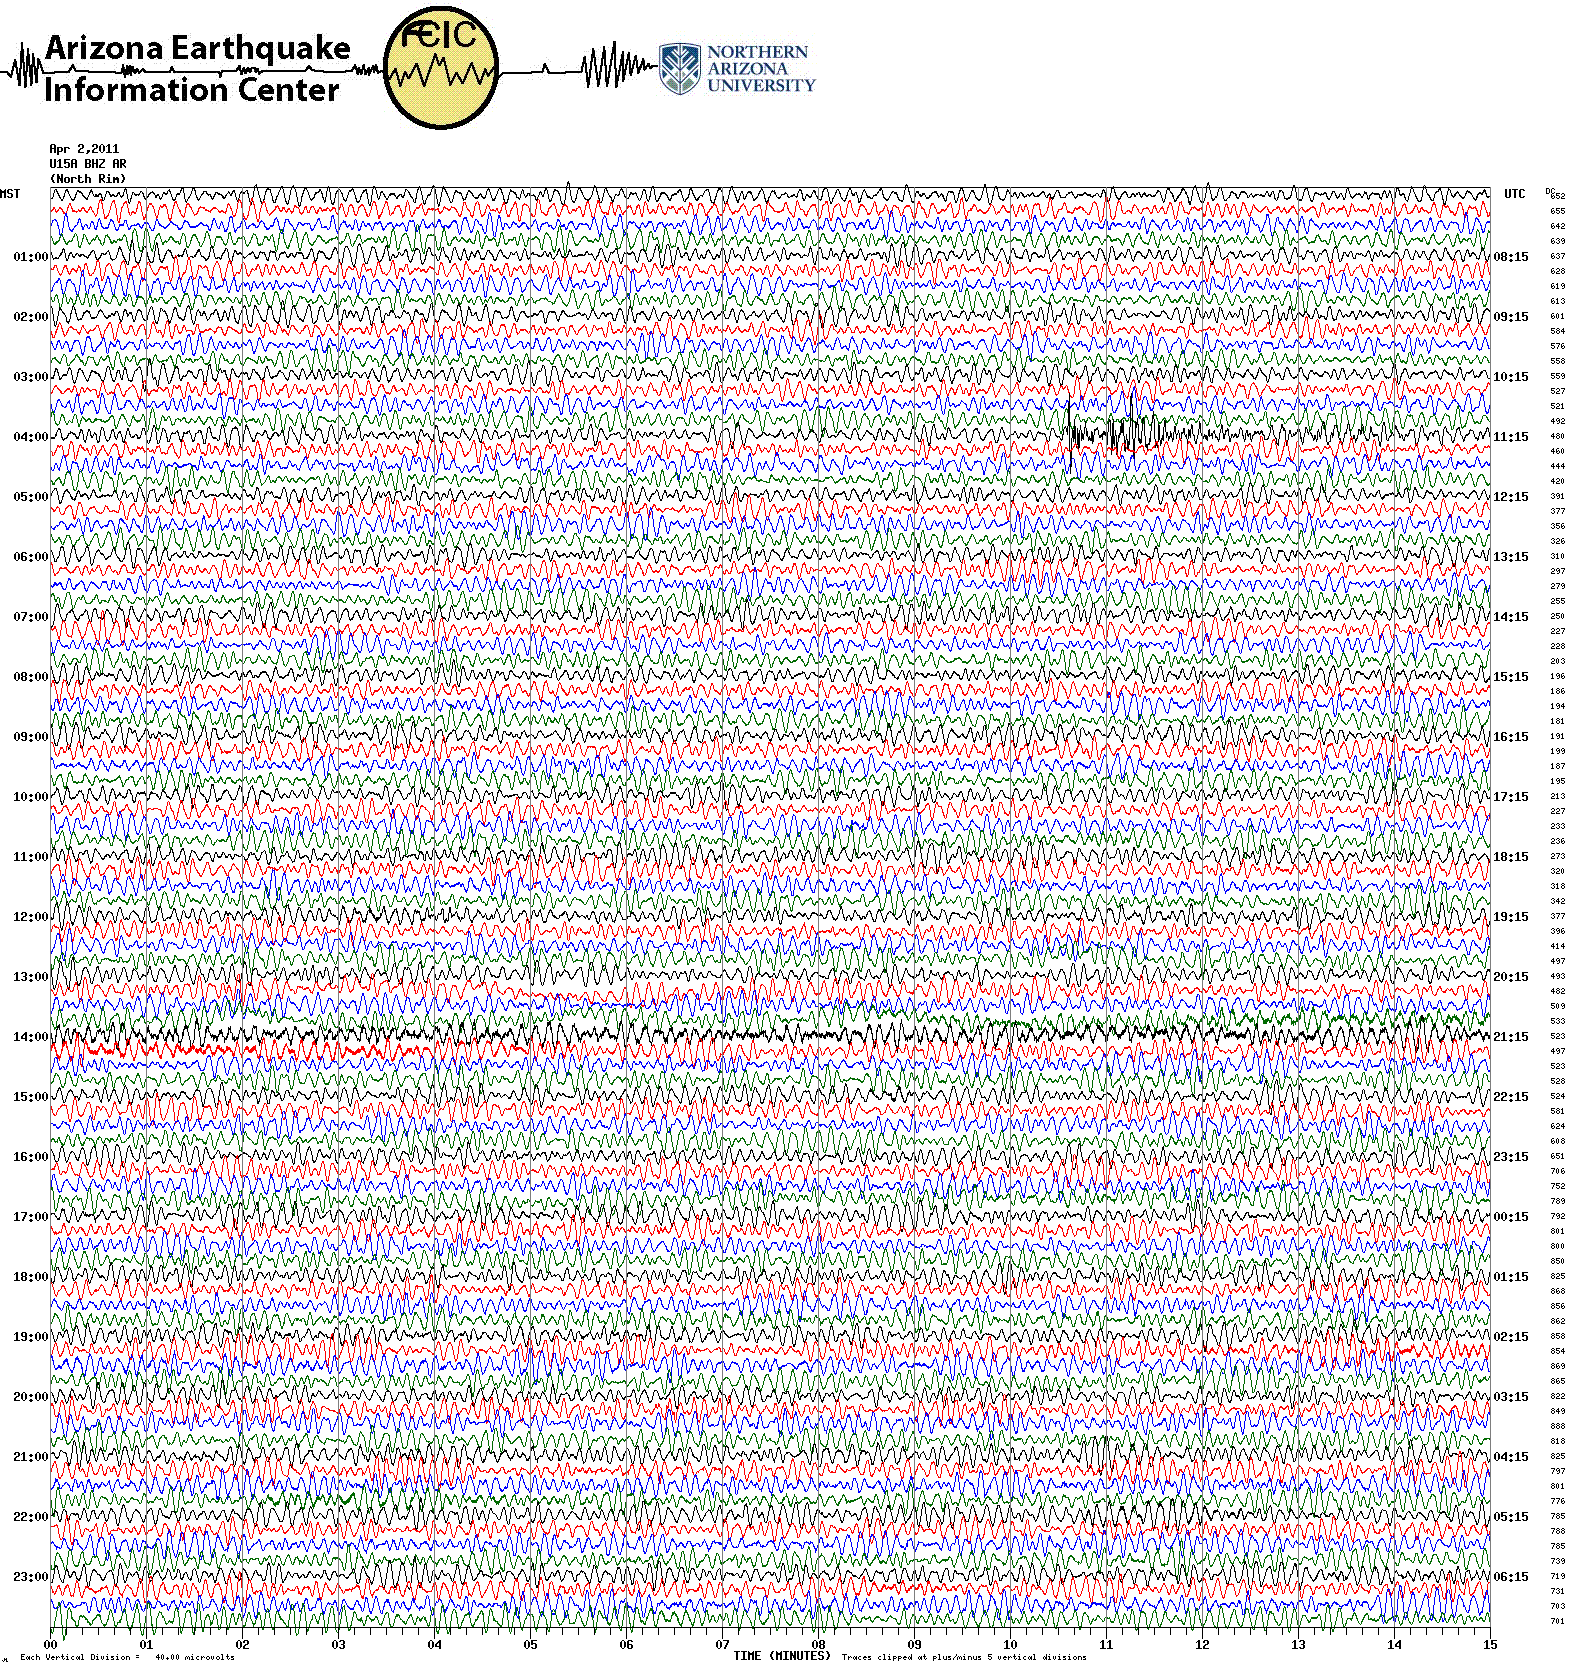 Arizona Earthquake
Information Center
ÆEIC
NORTHERN
ARIZONA
UNIVERSITY
Apr 2,2011
U15A BHZ AR
(North Rim)
MST UTC DC
652
655
642
639
01:00 08:15 637
628
619
613
02:00 09:15 601
584
576
558
03:00 10:15 559
527
521
492
04:00 11:15 480
460
444
420
05:00 12:15 391
377
356
326
06:00 13:15 310
297
279
255
07:00 14:15 250
227
228
203
08:00 15:15 196
186
194
181
09:00 16:15 191
199
187
195
10:00 17:15 213
227
233
236
11:00 18:15 273
320
318
342
12:00 19:15 377
396
414
497
13:00 20:15 493
482
509
533
14:00 21:15 523
497
523
528
15:00 22:15 524
581
624
608
16:00 23:15 651
706
752
789
17:00 00:15 792
801
800
850
18:00 01:15 825
868
856
862
19:00 02:15 858
854
869
865
20:00 03:15 822
849
888
818
21:00 04:15 825
797
801
776
22:00 05:15 785
788
785
739
23:00 06:15 719
731
703
701
00 01 02 03 04 05 06 07 08 09 10 11 12 13 14 15
Each Vertical Division = 40.00 microvolts TIME (MINUTES) Traces clipped at plus/minus 5 vertical divisions